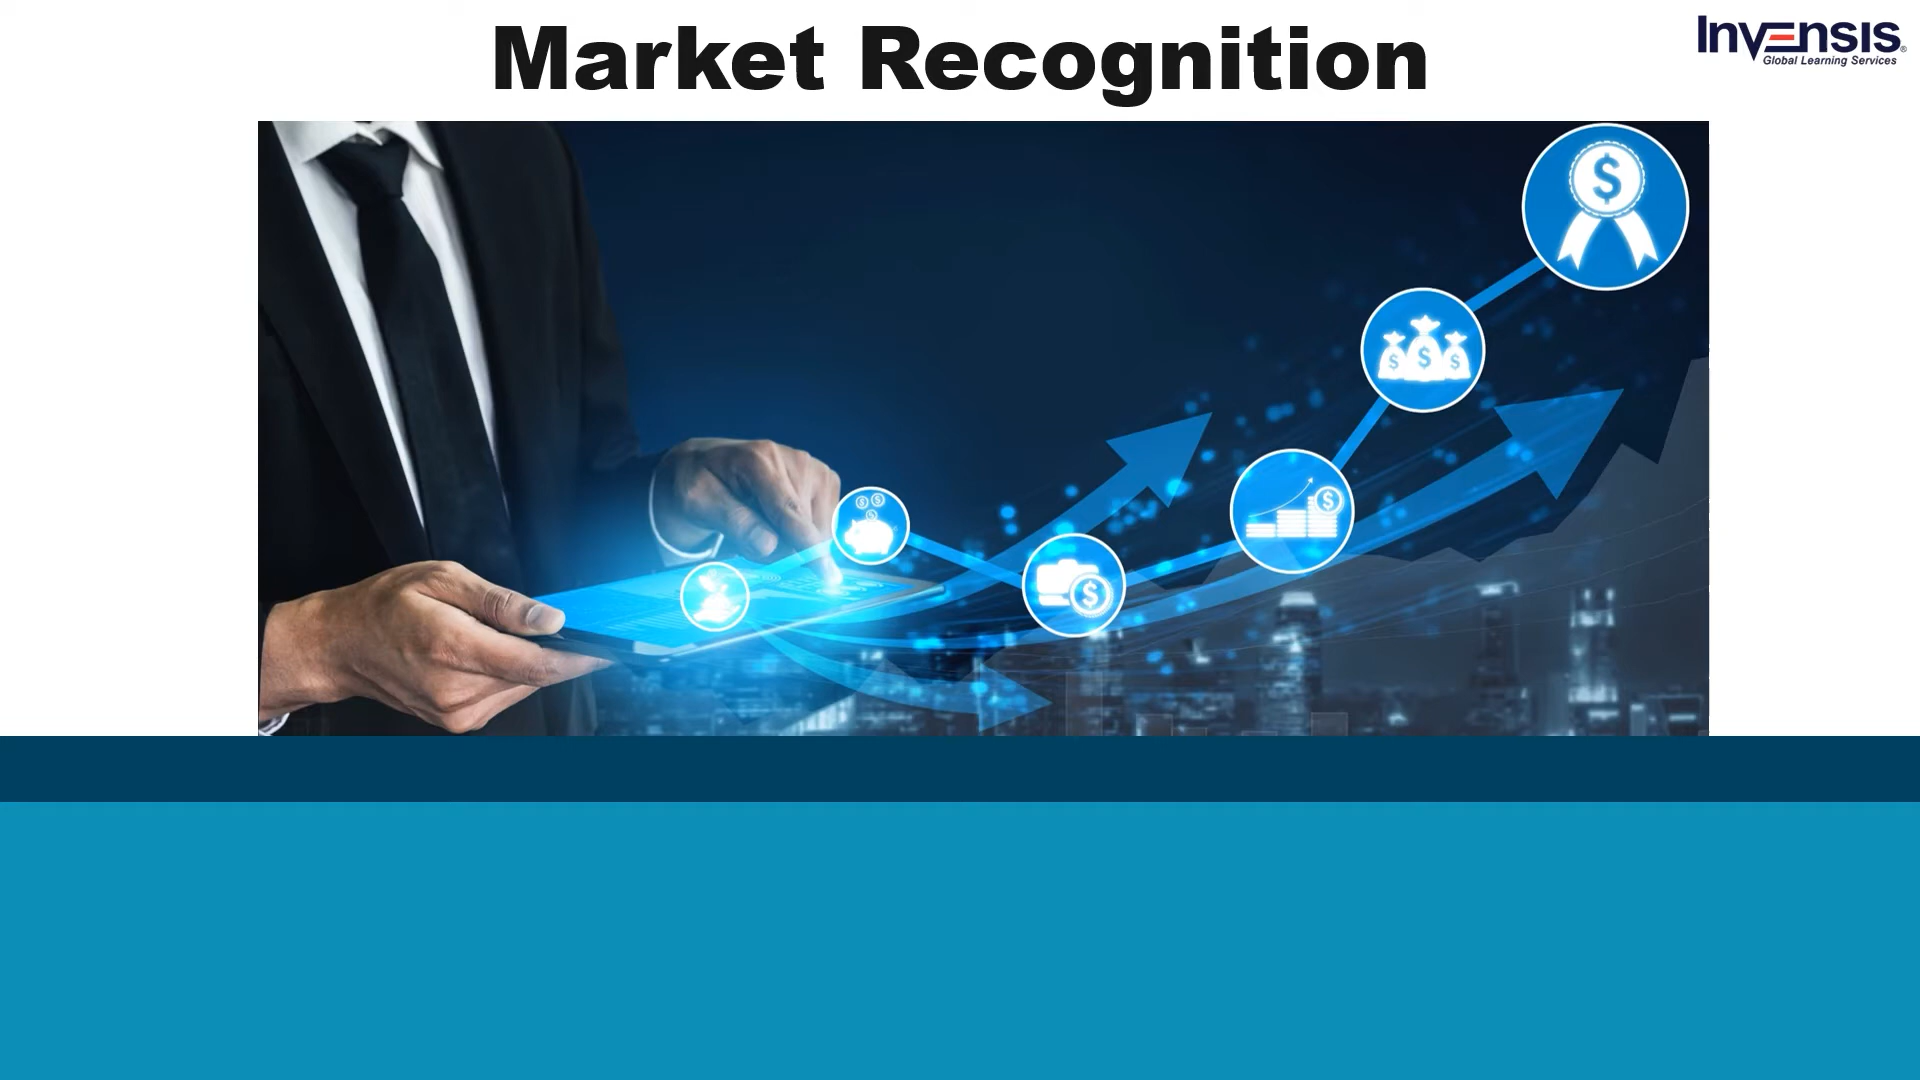 Market Recognition
Invensis®
Global Learning Services
$
$
$ $ $
$
$